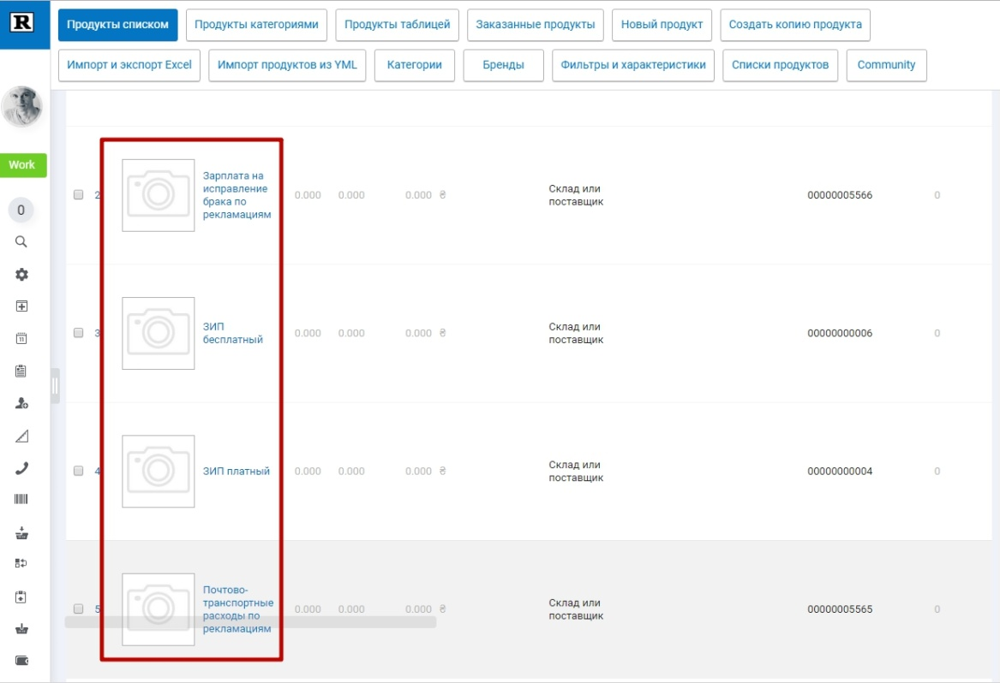 R
Продукты списком
Продукты категориями
Продукты таблицей
Заказанные продукты
Новый продукт
Создать копию продукта
Импорт и экспорт Excel
Импорт продуктов из YML
Категории
Бренды
Фильтры и характеристики
Списки продуктов
Community
Work
0
11
2
Зарплата на
исправление
брака по
рекламациям
0.000
0.000
0.000 ₴
Склад или
поставщик
00000005566
0
3
ЗИП
бесплатный
0.000
0.000
0.000 ₴
Склад или
поставщик
00000000006
0
4
ЗИП платный
0.000
0.000
0.000 ₴
Склад или
поставщик
00000000004
0
5
Почтово-
транспортные
расходы по
рекламациям
0.000
0.000
0.000 ₴
Склад или
поставщик
00000005565
0